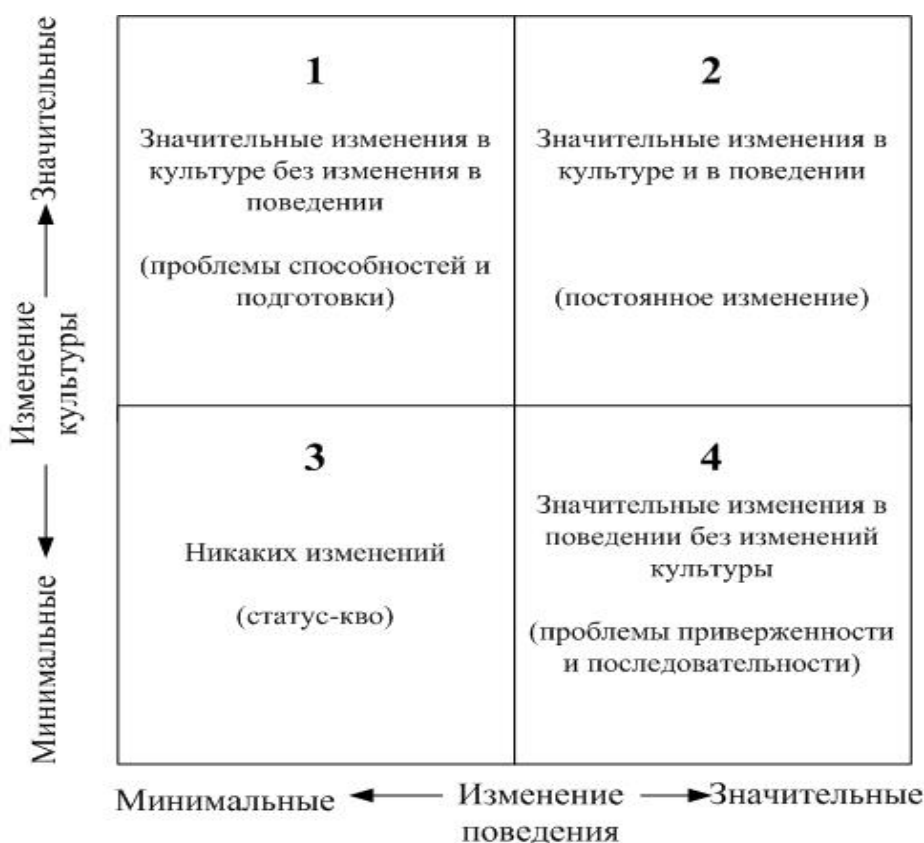 Значительные
Изменение
культуры
Минимальные
1
Значительные изменения в
культуре без изменения в
поведении
(проблемы способностей и
подготовки)
2
Значительные изменения в
культуре и в поведении
(постоянное изменение)
3
Никаких изменений
(статус-кво)
4
Значительные изменения в
поведении без изменений
культуры
(проблемы приверженности
и последовательности)
Минимальные
Изменение
поведения
Значительные